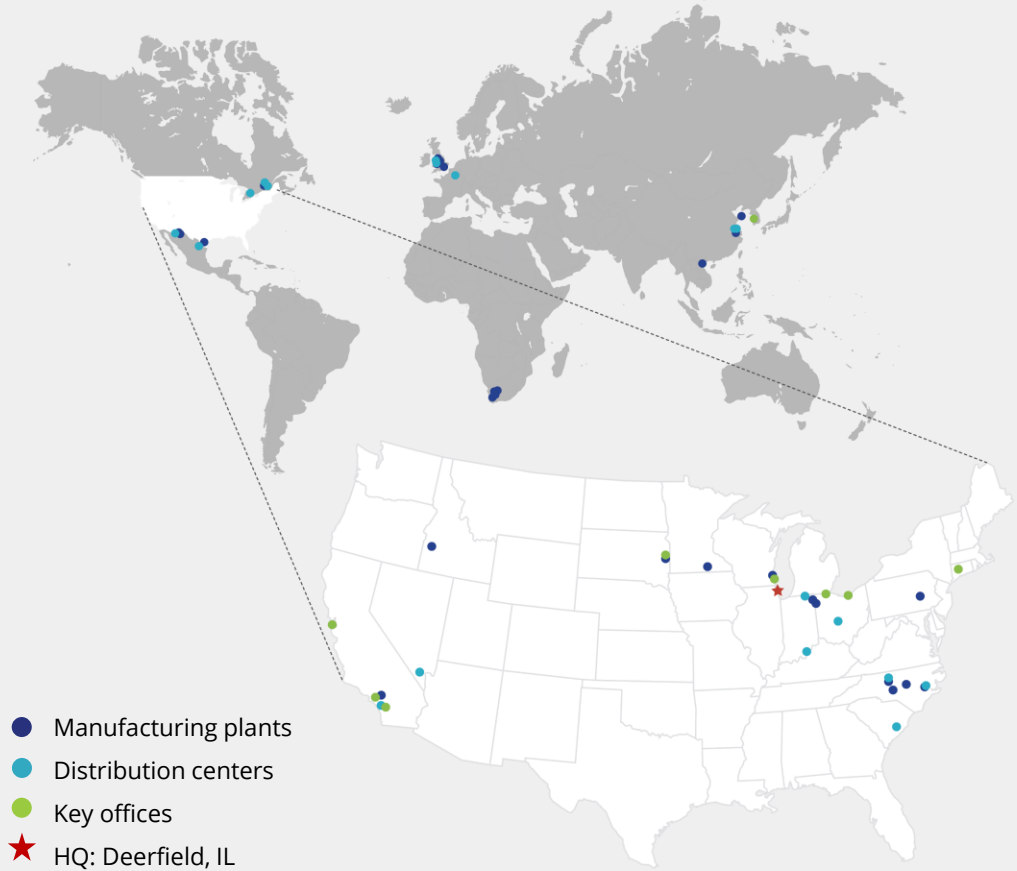 Manufacturing plants
Distribution centers
Key offices
HQ: Deerfield, IL